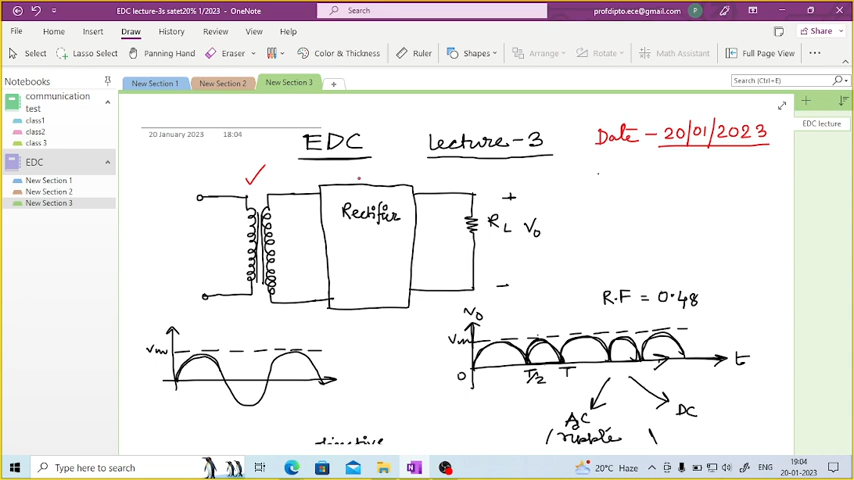 EDC lecture-3s satet20% 1/2023 - OneNote
Search
profdipto.ece@gmail.com
P
File
Home
Insert
Draw
History
Review
View
Help
Share
Select
Lasso Select
Panning Hand
Eraser
Color & Thickness
Ruler
Shapes
Arrange
Rotate
Math Assistant
Full Page View
Notebooks
New Section 1
New Section 2
New Section 3
Search (Ctrl+E)
communication
test
class1
class2
class 3
EDC
New Section 1
New Section 2
New Section 3
EDC lecture
20 January 2023
18:04
EDC lecture-3
Date - 20/01/2023
Rectifier
+
RL Vo
-
R.F = 0.48
Vm
Vo
Vm
0
T/2
T
t
AC
ripple
DC
Type here to search
20°C Haze
ENG
19:04
20-01-2023